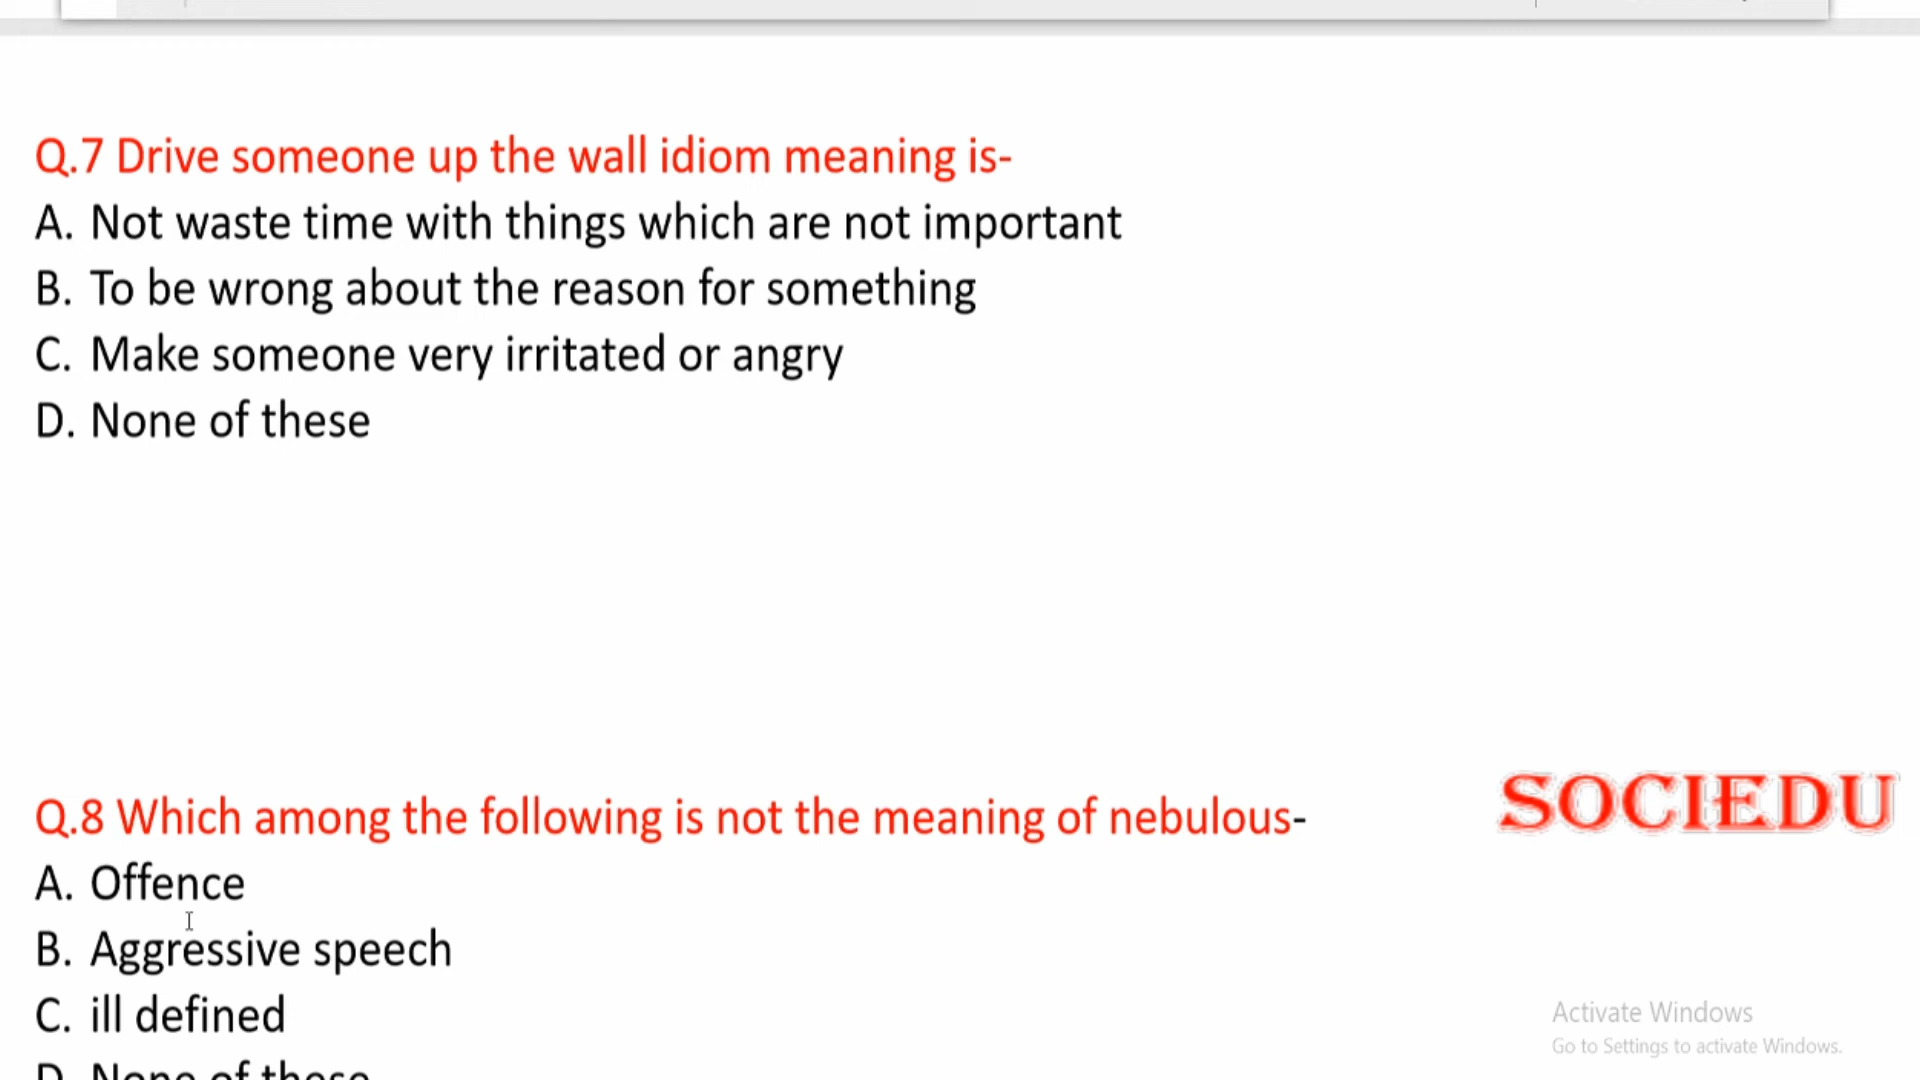 Q.7 Drive someone up the wall idiom meaning is-
A. Not waste time with things which are not important
B. To be wrong about the reason for something
C. Make someone very irritated or angry
D. None of these
Q.8 Which among the following is not the meaning of nebulous-
SOCIEDU
A. Offence
B. Aggressive speech
C. ill defined
Activate Windows
Go to Settings to activate Windows.
D. None of these